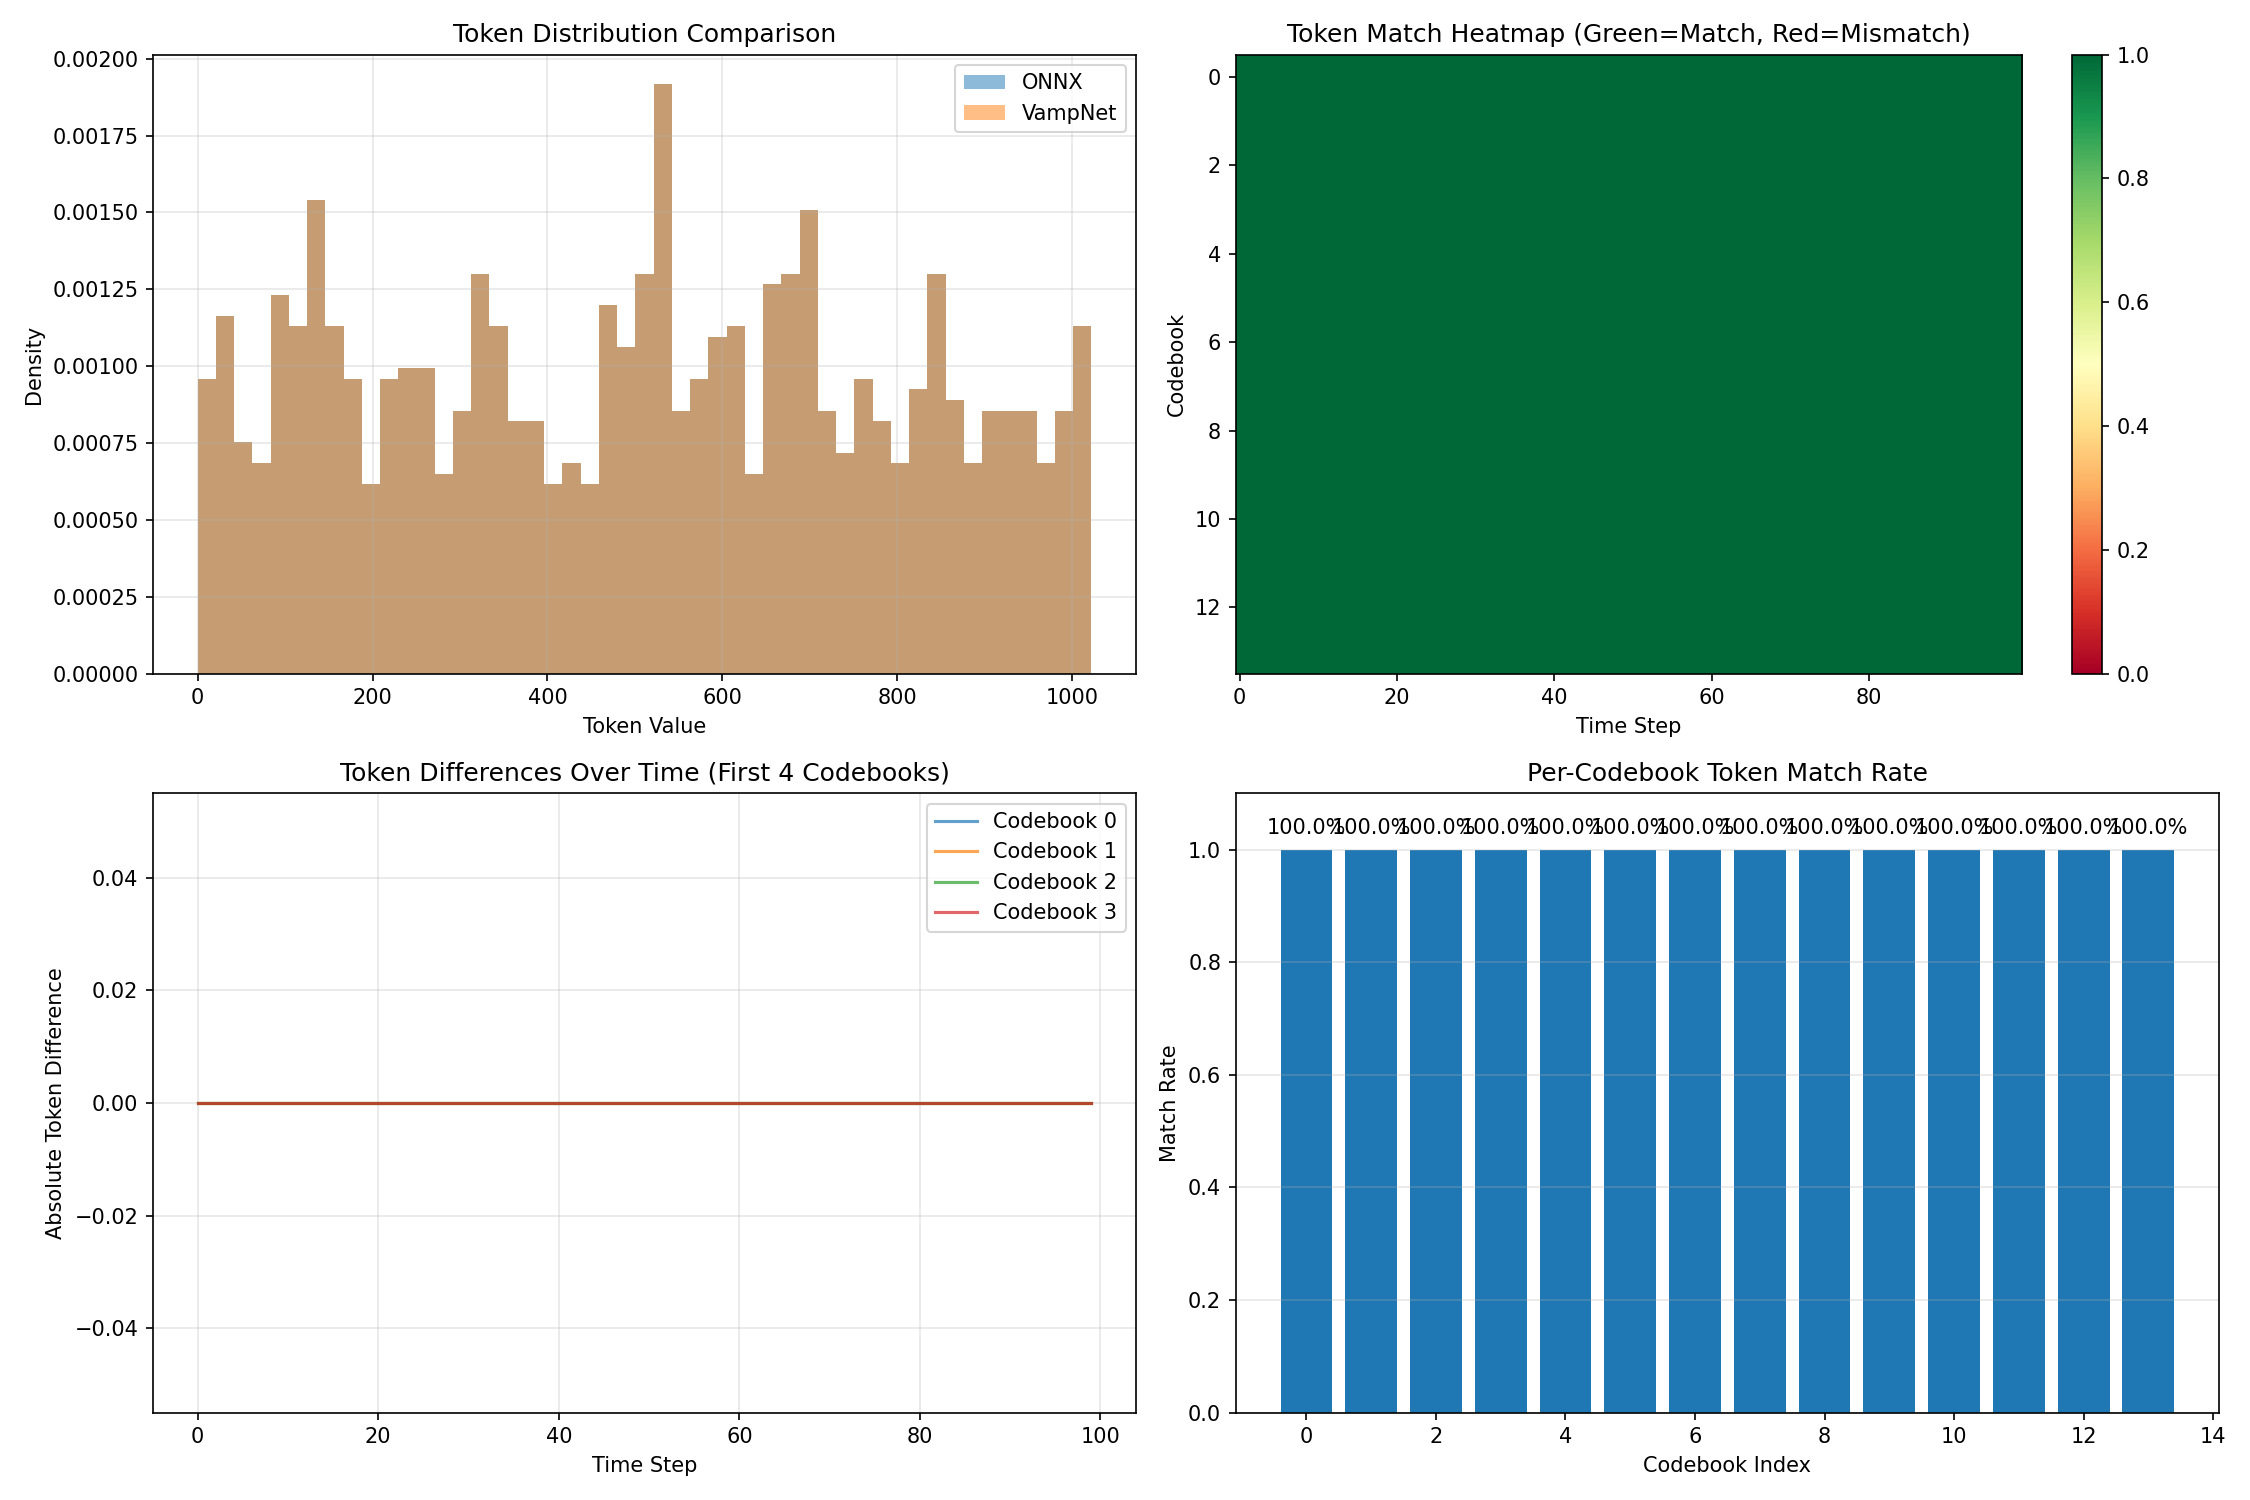 Token Distribution Comparison
0.00200
0.00175
0.00150
0.00125
0.00100
0.00075
0.00050
0.00025
0.00000
Density
0 200 400 600 800 1000
Token Value
ONNX
VampNet
Token Match Heatmap (Green=Match, Red=Mismatch)
0
2
4
6
8
10
12
Codebook
0 20 40 60 80
Time Step
1.0
0.8
0.6
0.4
0.2
0.0
Token Differences Over Time (First 4 Codebooks)
0.04
0.02
0.00
−0.02
−0.04
Absolute Token Difference
0 20 40 60 80 100
Time Step
Codebook 0
Codebook 1
Codebook 2
Codebook 3
Per-Codebook Token Match Rate
100.0% 100.0% 100.0% 100.0% 100.0% 100.0% 100.0% 100.0% 100.0% 100.0% 100.0% 100.0% 100.0% 100.0%
1.0
0.8
0.6
0.4
0.2
0.0
Match Rate
0 2 4 6 8 10 12 14
Codebook Index